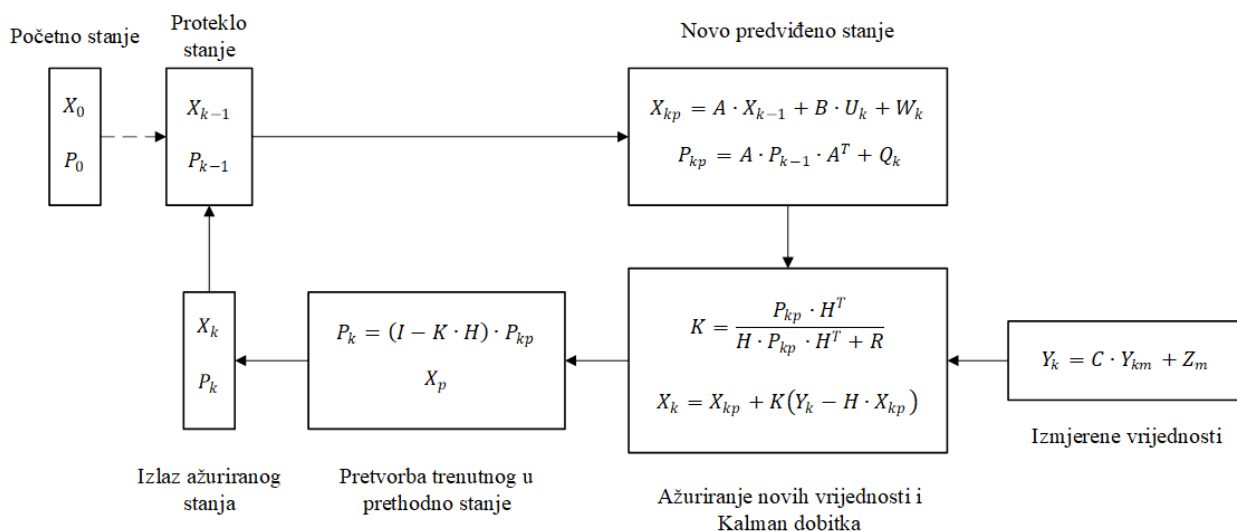 Početno stanje
Proteklo
stanje
Novo predviđeno stanje
X_0
P_0
X_{k−1}
P_{k−1}
X_{kp} = A · X_{k−1} + B · U_k + W_k
P_{kp} = A · P_{k−1} · A^T + Q_k
X_k
P_k
P_k = (I − K · H) · P_{kp}
X_p
K = \frac{P_{kp} · H^T}{H · P_{kp} · H^T + R}
X_k = X_{kp} + K(Y_k − H · X_{kp})
Y_k = C · Y_{km} + Z_m
Izmjerene vrijednosti
Izlaz ažuriranog
stanja
Pretvorba trenutnog u
prethodno stanje
Ažuriranje novih vrijednosti i
Kalman dobitka